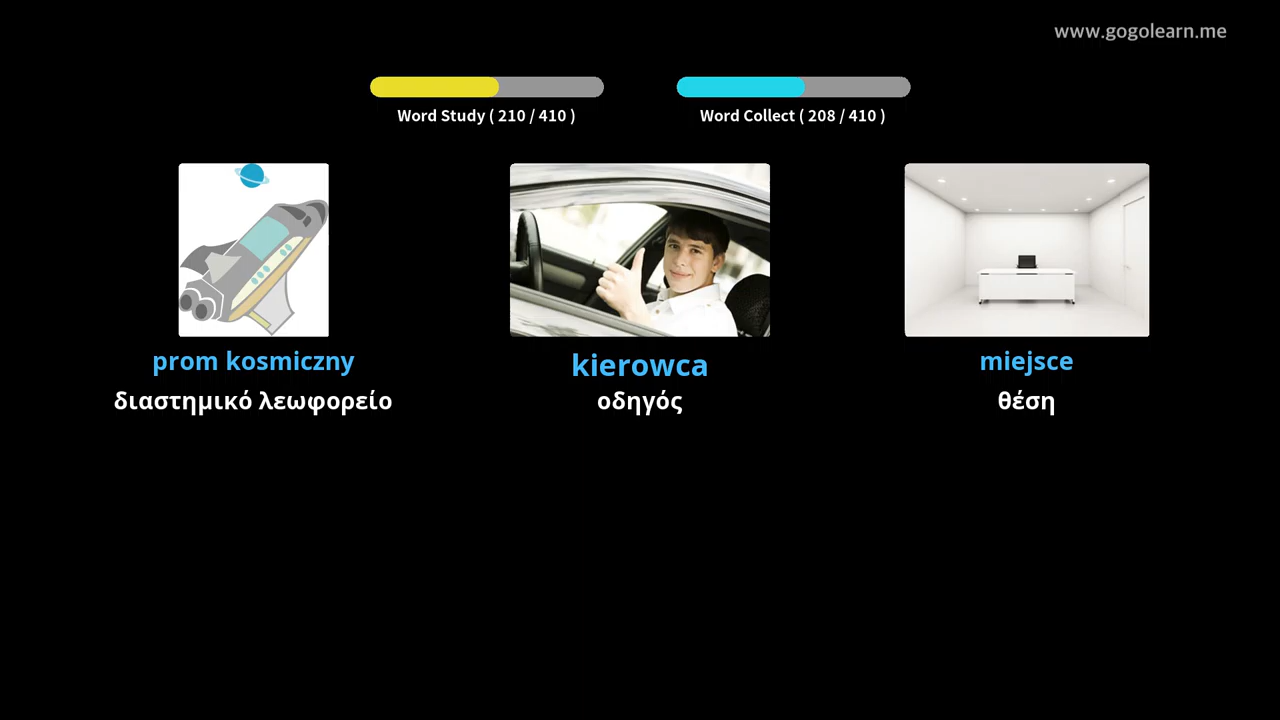 www.gogolearn.me
Word Study ( 210 / 410 )
Word Collect ( 208 / 410 )
prom kosmiczny
διαστημικό λεωφορείο
kierowca
οδηγός
miejsce
θέση